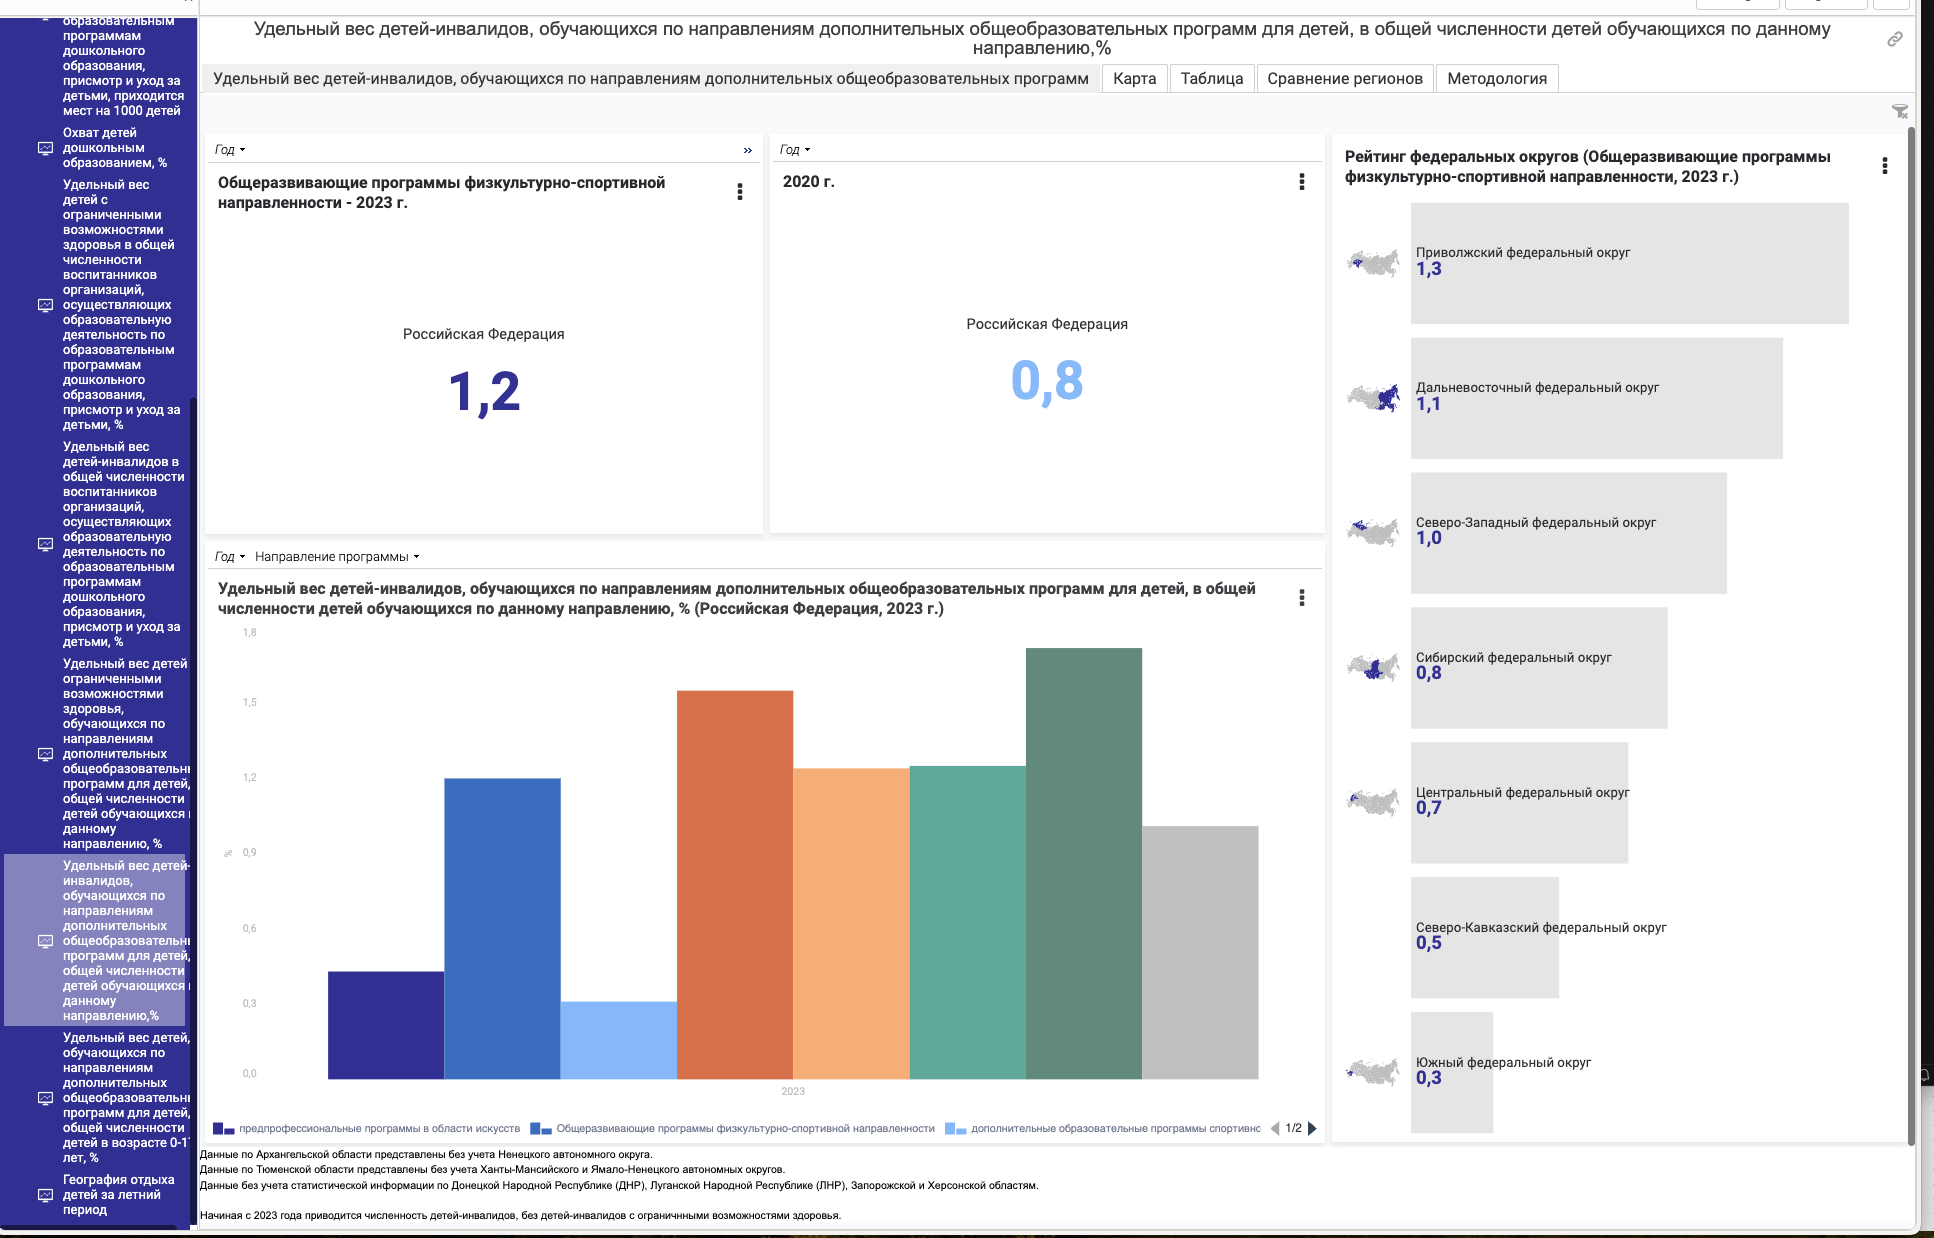 образовательным
программам
дошкольного
образования,
присмотр и уход за
детьми, приходится
мест на 1000 детей
Охват детей
дошкольным
образованием, %
Удельный вес
детей с
ограниченными
возможностями
здоровья в общей
численности
воспитанников
организаций,
осуществляющих
образовательную
деятельность по
образовательным
программам
дошкольного
образования,
присмотр и уход за
детьми, %
Удельный вес
детей-инвалидов в
общей численности
воспитанников
организаций,
осуществляющих
образовательную
деятельность по
образовательным
программам
дошкольного
образования,
присмотр и уход за
детьми, %
Удельный вес детей
ограниченными
возможностями
здоровья,
обучающихся по
направлениям
дополнительных
общеобразовательн
программ для детей,
общей численности
детей обучающихся
данному
направлению, %
Удельный вес детей-
инвалидов,
обучающихся по
направлениям
дополнительных
общеобразовательн
программ для детей,
общей численности
детей обучающихся
данному
направлению,%
Удельный вес детей,
обучающихся по
направлениям
дополнительных
общеобразовательн
программ для детей,
общей численности
детей в возрасте 0-1
лет, %
География отдыха
детей за летний
период
Удельный вес детей-инвалидов, обучающихся по направлениям дополнительных общеобразовательных программ для детей, в общей численности детей обучающихся по данному
направлению,%
Удельный вес детей-инвалидов, обучающихся по направлениям дополнительных общеобразовательных программ Карта Таблица Сравнение регионов Методология
Год »
Общеразвивающие программы физкультурно-спортивной
направленности - 2023 г.
Российская Федерация
1,2
Год
2020 г.
Российская Федерация
0,8
Год Направление программы
Удельный вес детей-инвалидов, обучающихся по направлениям дополнительных общеобразовательных программ для детей, в общей
численности детей обучающихся по данному направлению, % (Российская Федерация, 2023 г.)
1,8
1,5
1,2
% 0,9
0,6
0,3
0,0
2023
предпрофессиональные программы в области искусств Общеразвивающие программы физкультурно-спортивной направленности дополнительные образовательные программы спортивнс 1/2
Рейтинг федеральных округов (Общеразвивающие программы
физкультурно-спортивной направленности, 2023 г.)
Приволжский федеральный округ
1,3
Дальневосточный федеральный округ
1,1
Северо-Западный федеральный округ
1,0
Сибирский федеральный округ
0,8
Центральный федеральный округ
0,7
Северо-Кавказский федеральный округ
0,5
Южный федеральный округ
0,3
Данные по Архангельской области представлены без учета Ненецкого автономного округа.
Данные по Тюменской области представлены без учета Ханты-Мансийского и Ямало-Ненецкого автономных округов.
Данные без учета статистической информации по Донецкой Народной Республике (ДНР), Луганской Народной Республике (ЛНР), Запорожской и Херсонской областям.
Начиная с 2023 года приводится численность детей-инвалидов, без детей-инвалидов с ограничнными возможностями здоровья.